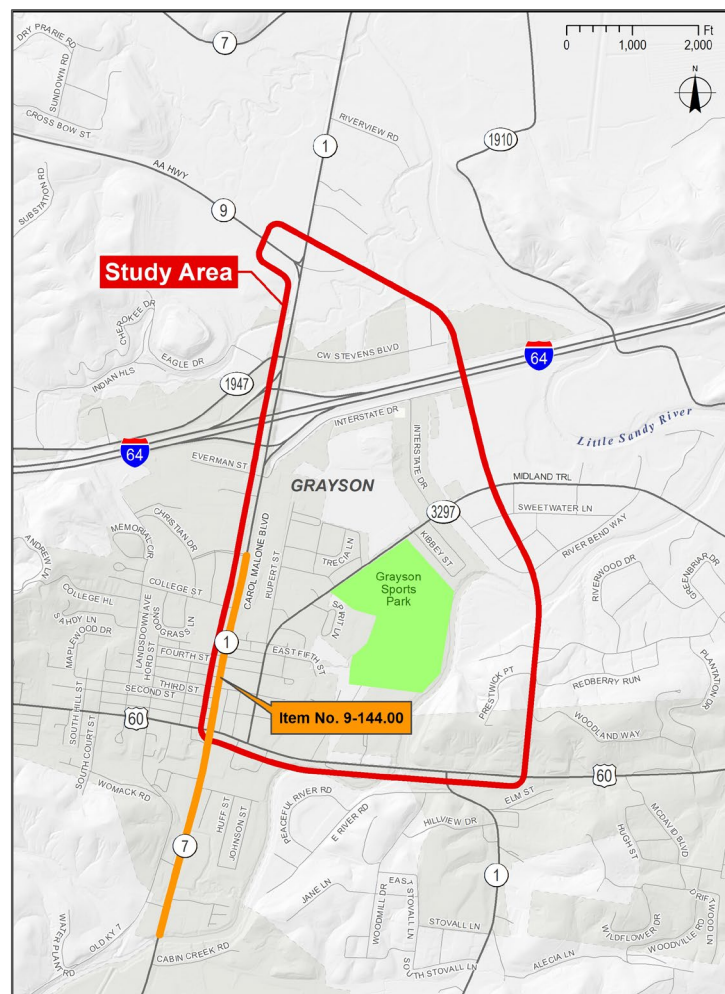 Ft
0 1,000 2,000
N
DRY PRARIE RD
SUNDOWN RD
CROSS BOW ST
SUBSTATION RD
7
1
RIVERVIEW RD
1910
AA HWY
9
Study Area
CHEROKEE DR
EAGLE DR
INDIAN HLS
1947
CW STEVENS BLVD
64
INTERSTATE DR
INTERSTATE DR
Little Sandy River
64
EVERMAN ST
GRAYSON
MIDLAND TRL
3297
SWEETWATER LN
RIVER BEND WAY
KIBBEY ST
CAROL MALONE BLVD
RUPERT ST
TRECIA LN
CHRISTIAN DR
MEMORIAL CIR
ANDREW LN
COLLEGE ST
COLLEGE HL
SANDY LN
MAPLEWOOD DR
LANDSDOWN AVE
HORD ST
Grayson
Sports
Park
RIVERWOOD DR
GREENBRIAR DR
1
FOURTH ST
EAST FIFTH ST
THIRD ST
SECOND ST
60
SOUTH HILL ST
SOUTH COURT ST
Item No. 9-144.00
PRESTWICK PT
REDBERRY RUN
PLANTATION DR
WOODLAND WAY
60
WOMACK RD
HUFF ST
JOHNSON ST
PEACEFUL RIVER RD
E RIVER RD
ELM ST
HILLVIEW DR
MCDAVID BLVD
HUGH ST
7
1
JANE LN
WOODMILL DR
EAST STOVALL LN
STOVALL LN
SOUTH STOVALL LN
DRIFTWOOD LN
WILDFLOWER DR
WOODVILLE RD
ALECIA LN
WATER PLANT RD
OLD KY 7
CABIN CREEK RD